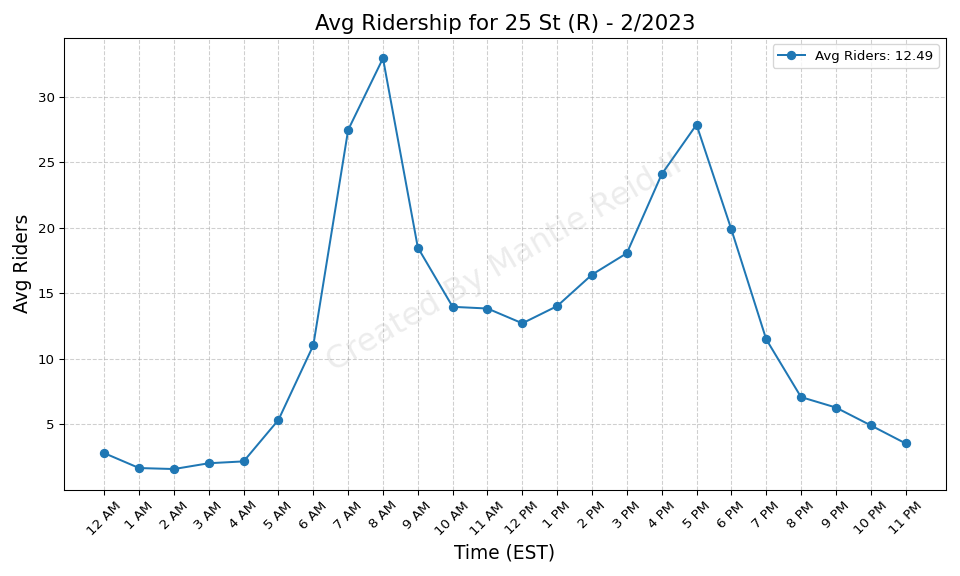 Avg Ridership for 25 St (R) - 2/2023
Avg Riders: 12.49
Avg Riders
30
25
20
15
10
5
Created By Mantle Reid II
12 AM
1 AM
2 AM
3 AM
4 AM
5 AM
6 AM
7 AM
8 AM
9 AM
10 AM
11 AM
12 PM
1 PM
2 PM
3 PM
4 PM
5 PM
6 PM
7 PM
8 PM
9 PM
10 PM
11 PM
Time (EST)